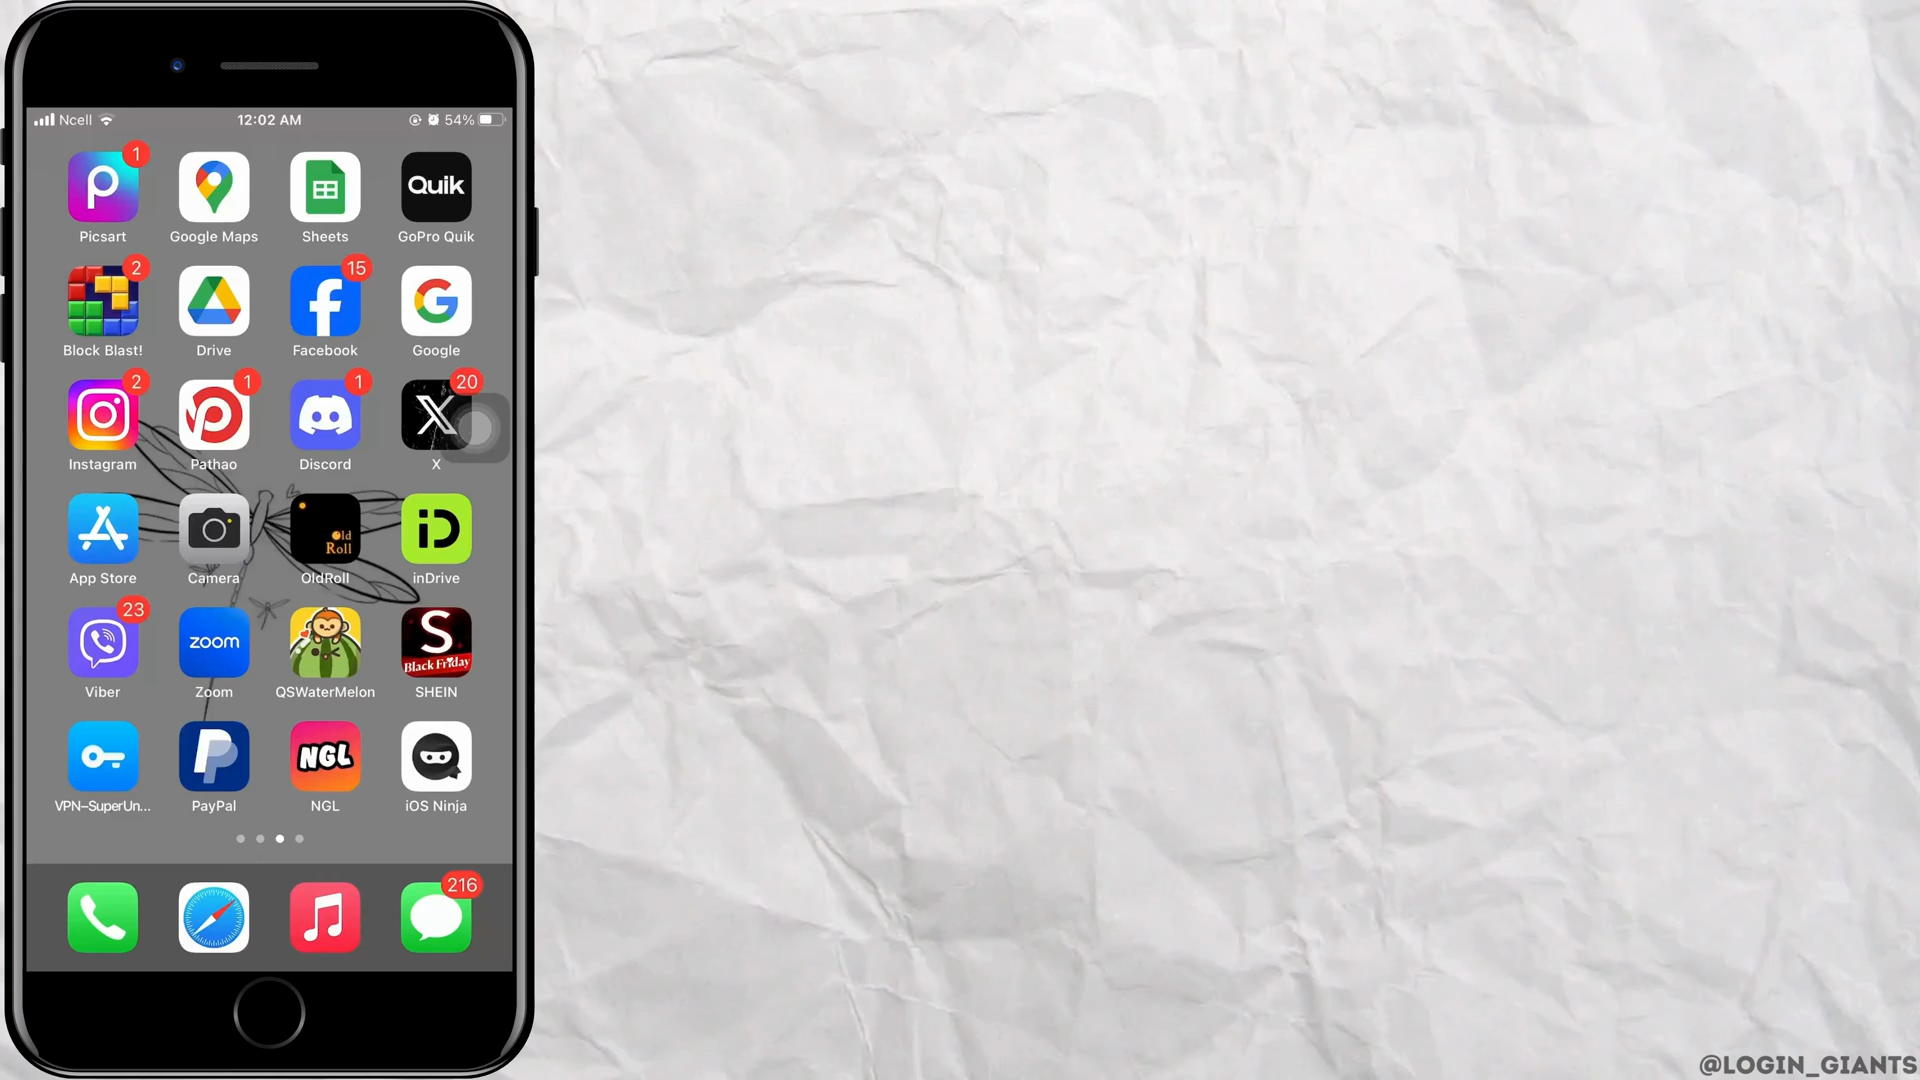 Ncell 12:02 AM 54%
1
Quik
Picsart Google Maps Sheets GoPro Quik
2 15
Block Blast! Drive Facebook Google
2 1 1 20
Instagram Pathao Discord X
Old
Roll
iD
App Store Camera OldRoll inDrive
23
zoom
S
Black Friday
Viber Zoom QSWaterMelon SHEIN
NGL
VPN–SuperUn... PayPal NGL iOS Ninja
216
@LOGIN_GIANTS